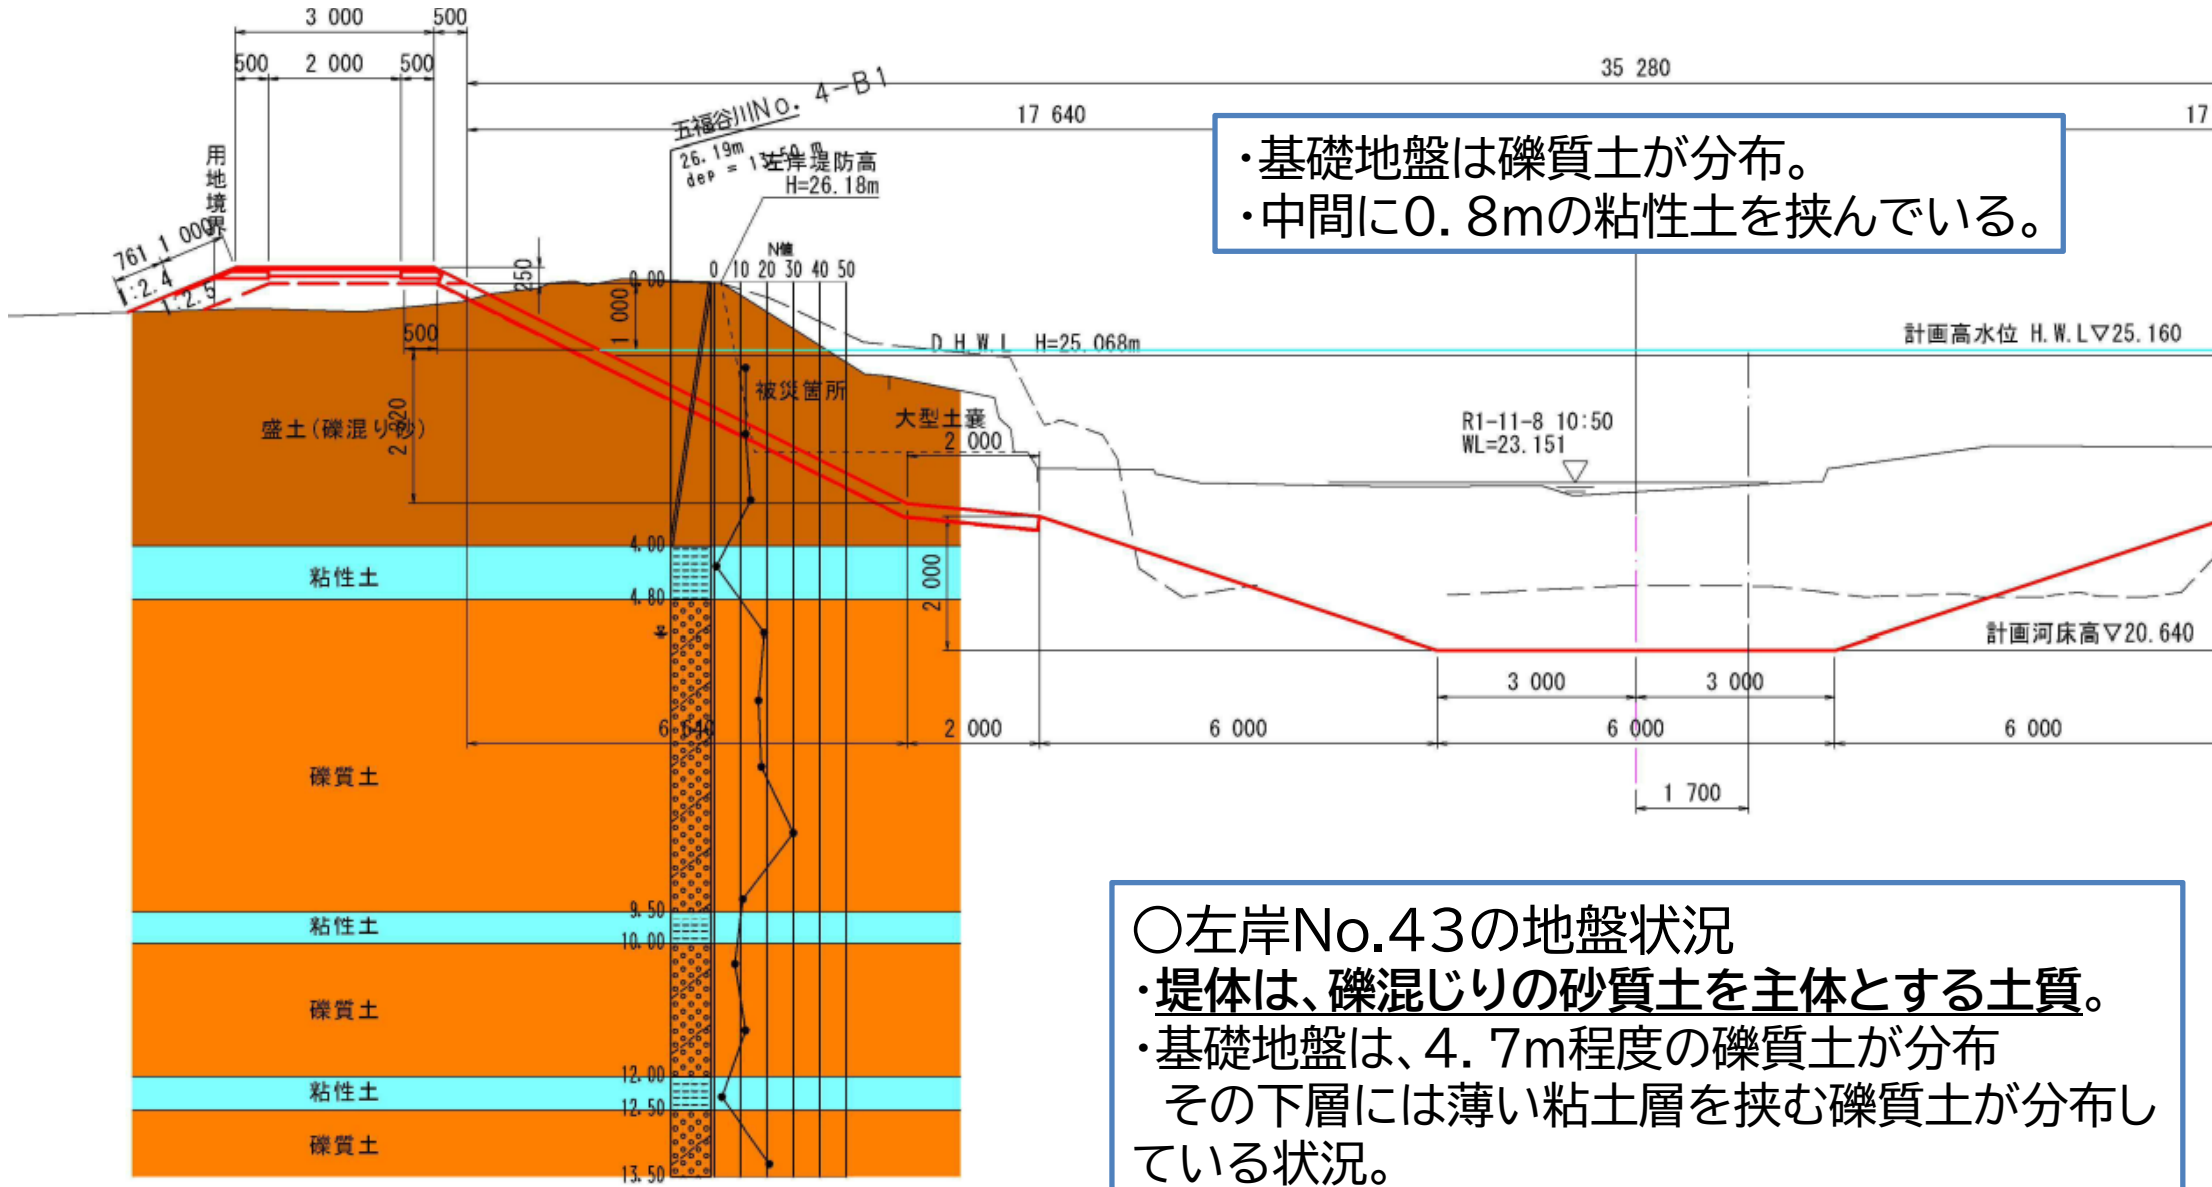 3 000
500
500
2 000
500
35 280
17 640
17
五福谷川No. 4-B1
26.19m
左岸堤防高
H=26.18m
・基礎地盤は礫質土が分布。
・中間に0.8mの粘性土を挟んでいる。
用地境界
761
1 000
1:2.4
1:2.5
250
N値
0 10 20 30 40 50
0.00
1 000
500
D.H.W.L H=25.068m
計画高水位 H.W.L▽25.160
被災箇所
大型土嚢
盛土(礫混り砂)
2 000
R1-11-8 10:50
WL=23.151
4.00
粘性土
4.80
2 000
計画河床高▽20.640
3 000
3 000
6 640
2 000
6 000
6 000
6 000
礫質土
1 700
9.50
粘性土
10.00
礫質土
12.00
粘性土
12.50
礫質土
13.50
○左岸No.43の地盤状況
・堤体は、礫混じりの砂質土を主体とする土質。
・基礎地盤は、4.7m程度の礫質土が分布
その下層には薄い粘土層を挟む礫質土が分布し
ている状況。